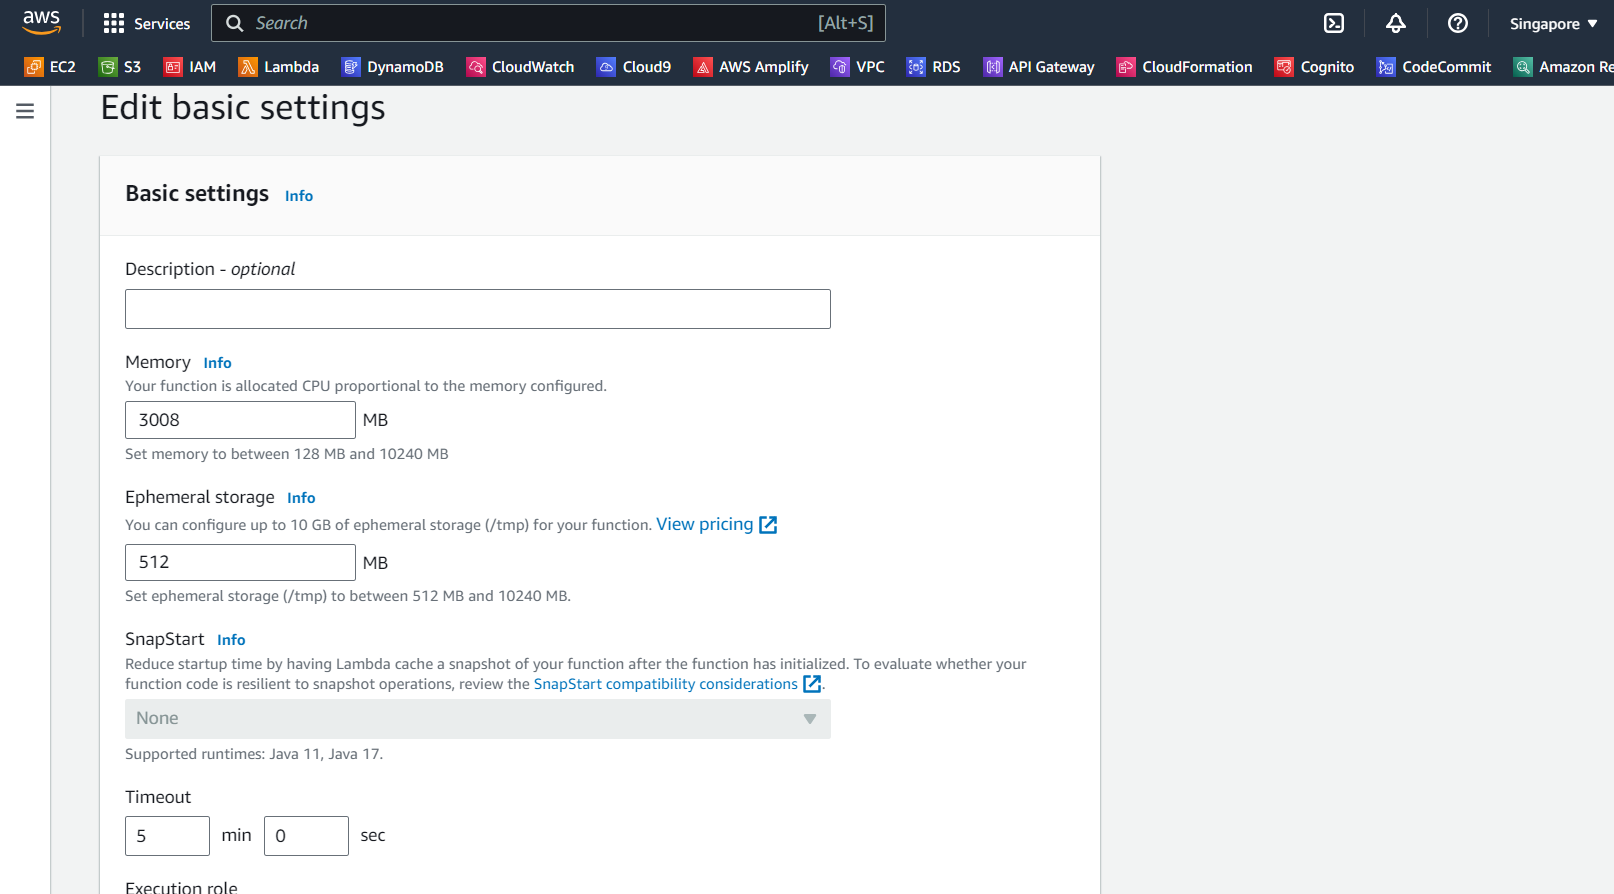 aws Services Search [Alt+S] Singapore
EC2 S3 IAM Lambda DynamoDB CloudWatch Cloud9 AWS Amplify VPC RDS API Gateway CloudFormation Cognito CodeCommit Amazon Re
Edit basic settings
Basic settings Info
Description - optional
Memory Info
Your function is allocated CPU proportional to the memory configured.
3008 MB
Set memory to between 128 MB and 10240 MB
Ephemeral storage Info
You can configure up to 10 GB of ephemeral storage (/tmp) for your function. View pricing
512 MB
Set ephemeral storage (/tmp) to between 512 MB and 10240 MB.
SnapStart Info
Reduce startup time by having Lambda cache a snapshot of your function after the function has initialized. To evaluate whether your
function code is resilient to snapshot operations, review the SnapStart compatibility considerations .
None
Supported runtimes: Java 11, Java 17.
Timeout
5 min 0 sec
Execution role